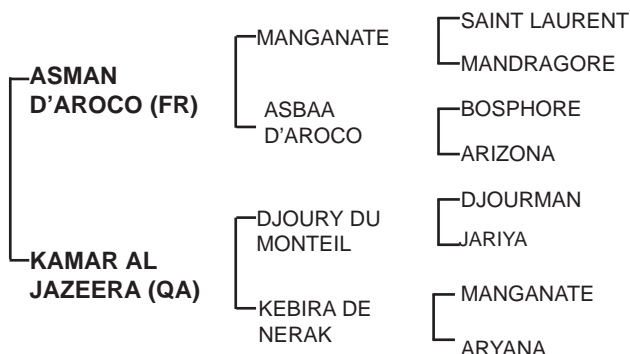 ASMAN
D'AROCO (FR)
MANGANATE
SAINT LAURENT
MANDRAGORE
ASBAA
D'AROCO
BOSPHORE
ARIZONA
KAMAR AL
JAZEERA (QA)
DJOURY DU
MONTEIL
DJOURMAN
JARIYA
KEBIRA DE
NERAK
MANGANATE
ARYANA